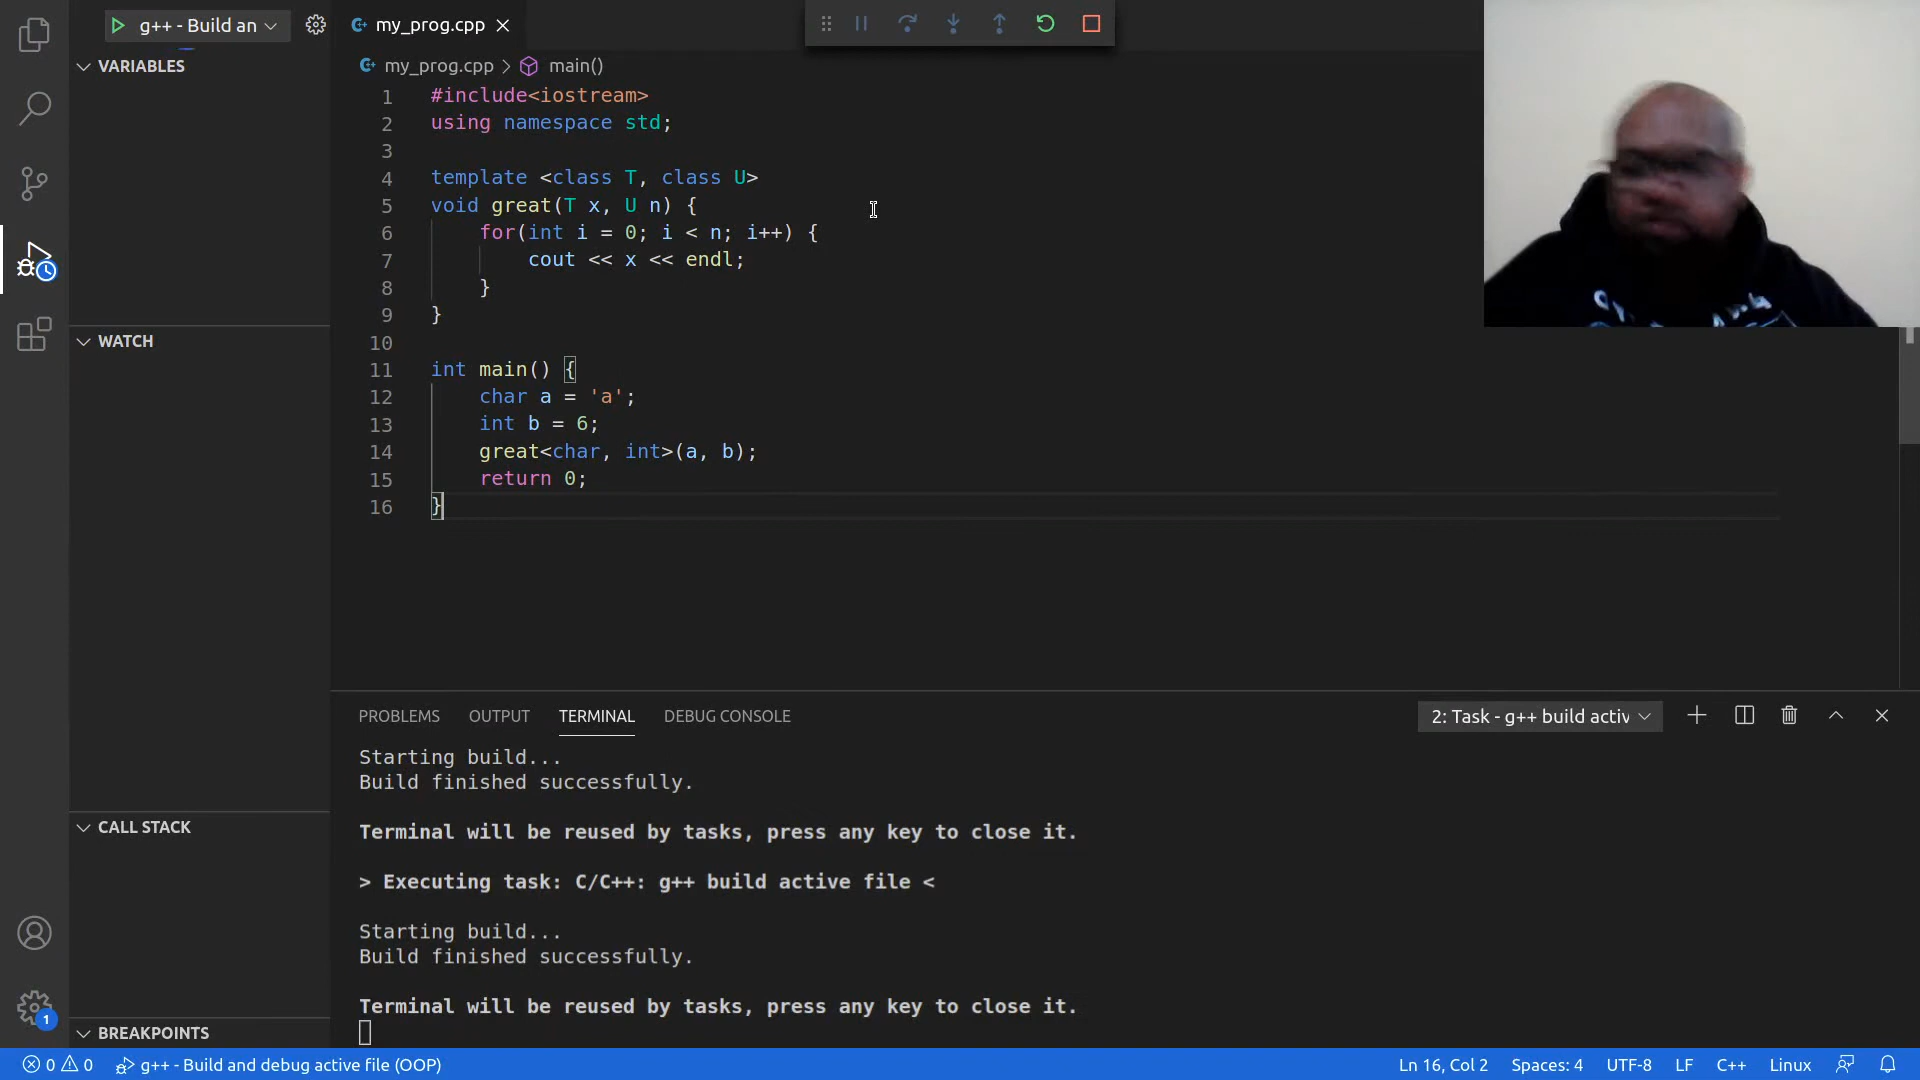 g++ - Build an
my_prog.cpp
VARIABLES
my_prog.cpp > main()
1 #include<iostream>
2 using namespace std;
3
4 template <class T, class U>
5 void great(T x, U n) {
6 for(int i = 0; i < n; i++) {
7 cout << x << endl;
8 }
9 }
10
11 int main() {
12 char a = 'a';
13 int b = 6;
14 great<char, int>(a, b);
15 return 0;
16 }
WATCH
CALL STACK
BREAKPOINTS
PROBLEMS OUTPUT TERMINAL DEBUG CONSOLE
2: Task - g++ build activ
Starting build...
Build finished successfully.
Terminal will be reused by tasks, press any key to close it.
> Executing task: C/C++: g++ build active file <
Starting build...
Build finished successfully.
Terminal will be reused by tasks, press any key to close it.
1
0 0 g++ - Build and debug active file (OOP)
Ln 16, Col 2 Spaces: 4 UTF-8 LF C++ Linux